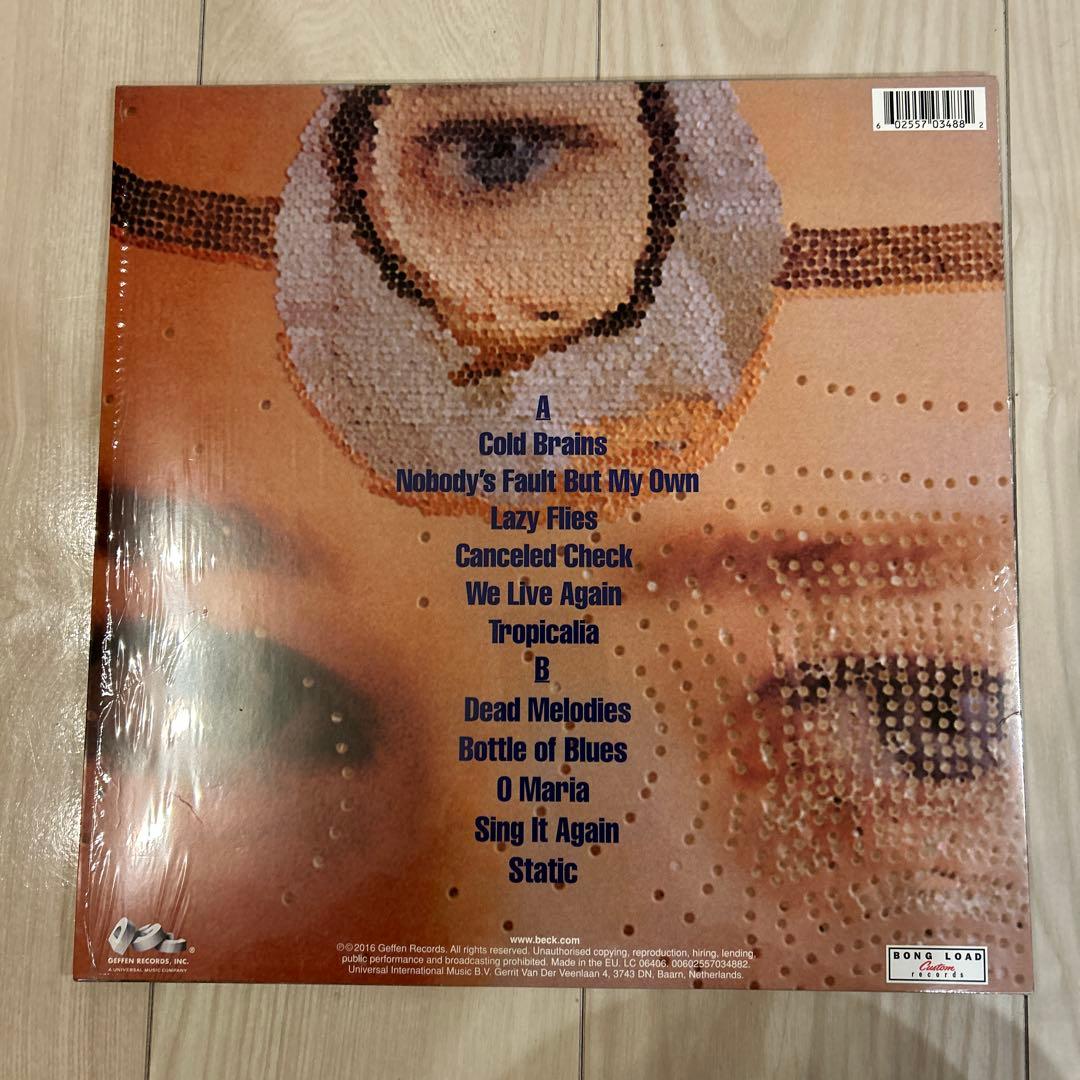 6 02557 03488 2
A
Cold Brains
Nobody's Fault But My Own
Lazy Flies
Canceled Check
We Live Again
Tropicalia
B
Dead Melodies
Bottle of Blues
O Maria
Sing It Again
Static
www.beck.com
℗©2016 Geffen Records. All rights reserved. Unauthorised copying, reproduction, hiring, lending,
public performance and broadcasting prohibited. Made in the EU. LC 06406. 00602557034882.
Universal International Music B.V. Gerrit Van Der Veenlaan 4, 3743 DN, Baarn, Netherlands.
GEFFEN RECORDS, INC.
A UNIVERSAL MUSIC COMPANY
®
BONG LOAD
Custom
records